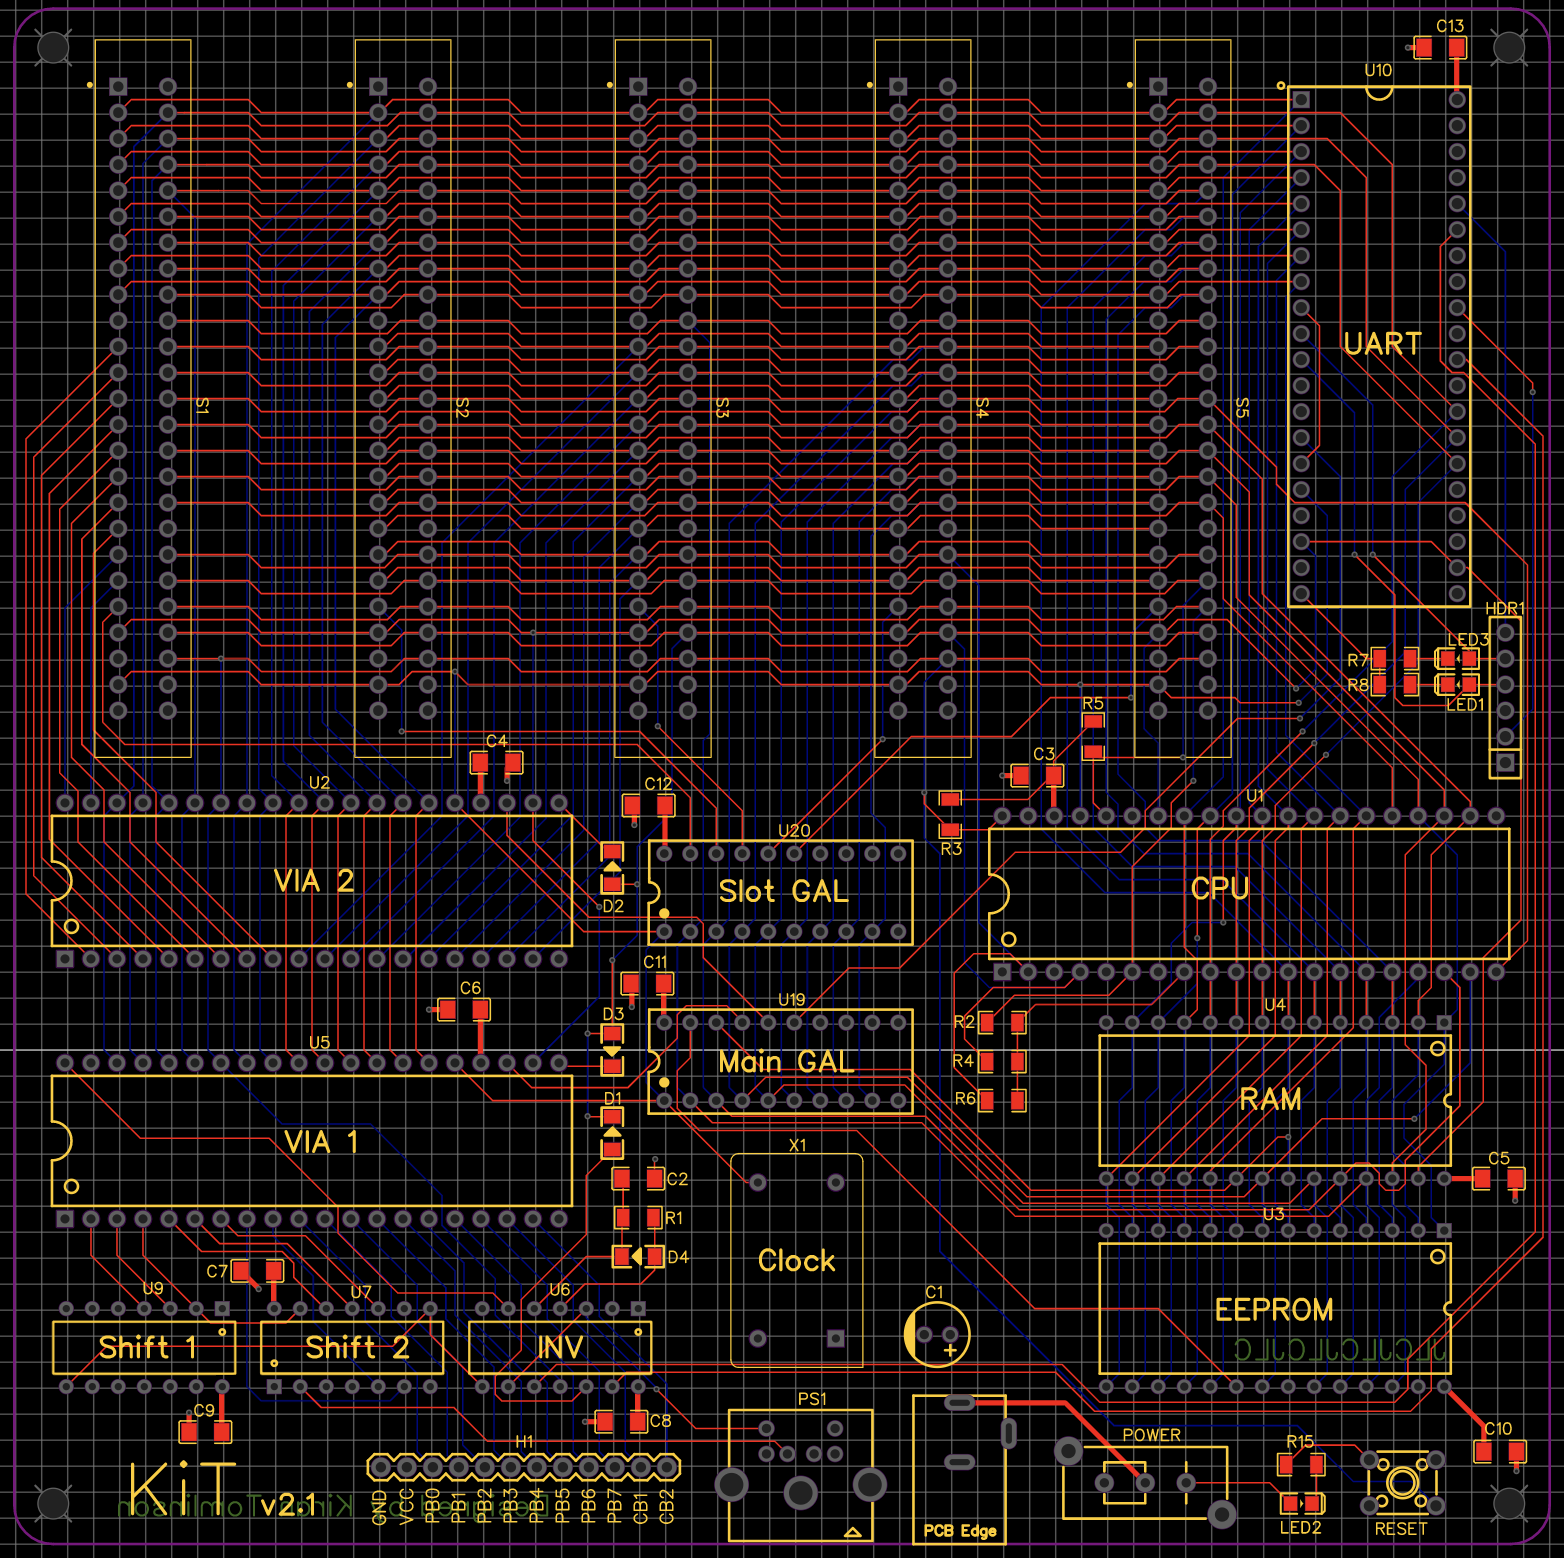 C13
U10
UART
S1
S2
S3
S4
S5
HDR1
LED3
R7
R8
LED1
R5
C4
C3
U2
C12
U1
U20
R3
VIA 2
Slot GAL
CPU
D2
C11
C6
U19
U4
D3
R2
U5
Main GAL
R4
RAM
D1
R6
VIA 1
X1
C5
C2
R1
U3
D4
Clock
C7
U9
U7
U6
C1
EEPROM
Shift 1
Shift 2
INV
+
JLCJLCJLCJLC
PS1
C9
C8
C10
H1
POWER
R15
KiT v2.1
GND
VCC
PB0
PB1
PB2
PB3
PB4
PB5
PB6
PB7
CB1
CB2
PCB Edge
LED2
RESET